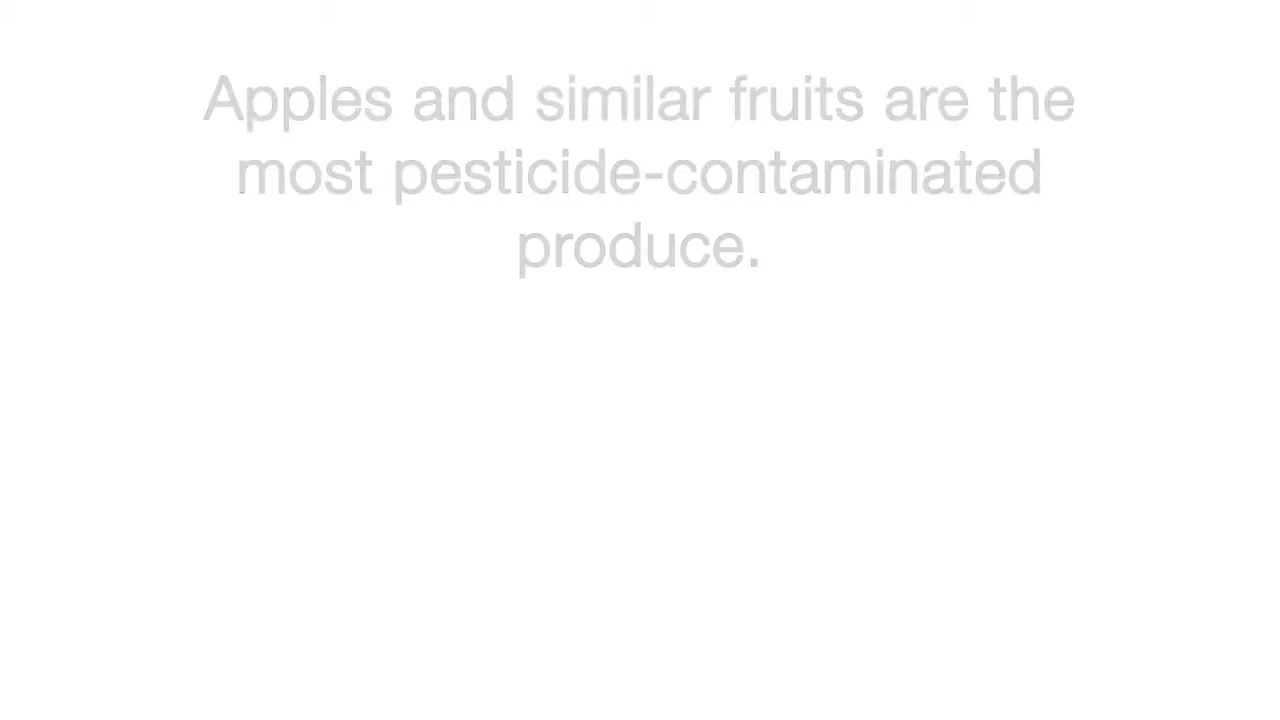 Apples and similar fruits are the
most pesticide-contaminated
produce.